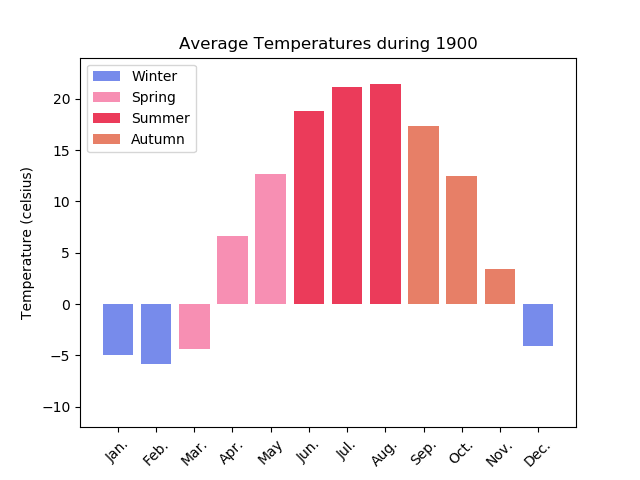 Average Temperatures during 1900
Winter
Spring
Summer
Autumn
Temperature (celsius)
20
15
10
5
0
−5
−10
Jan.
Feb.
Mar.
Apr.
May
Jun.
Jul.
Aug.
Sep.
Oct.
Nov.
Dec.